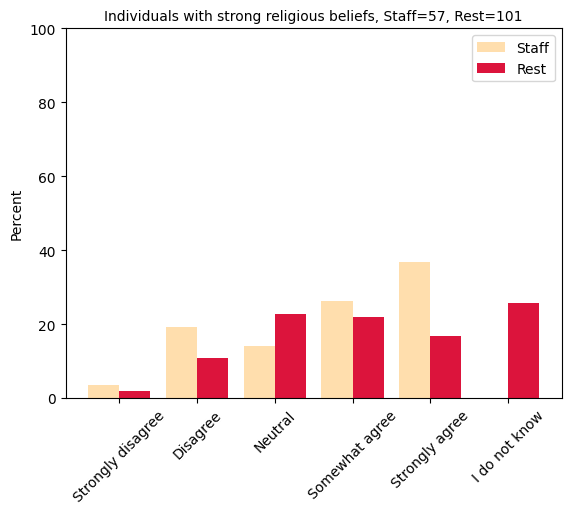 Individuals with strong religious beliefs, Staff=57, Rest=101
100
80
60
40
20
0
Percent
Staff
Rest
Strongly disagree
Disagree
Neutral
Somewhat agree
Strongly agree
I do not know